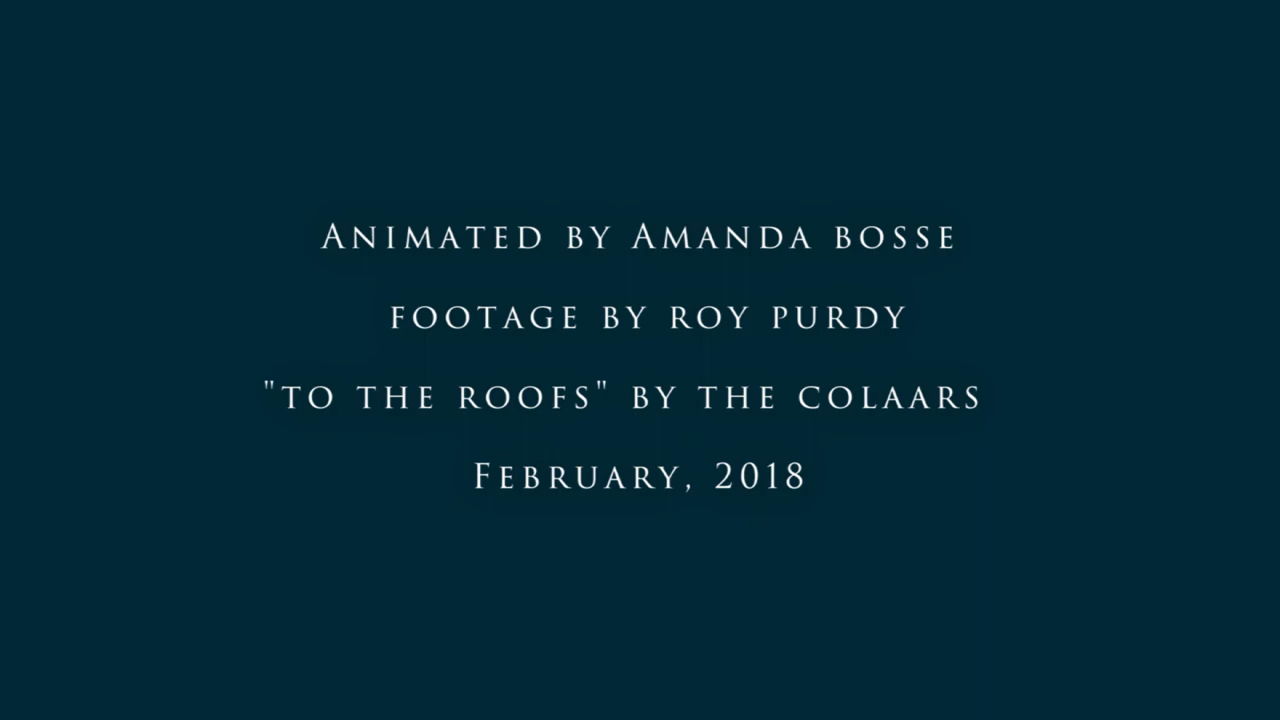 Animated by Amanda bosse
footage by roy purdy
"to the roofs" by the colaars
February, 2018